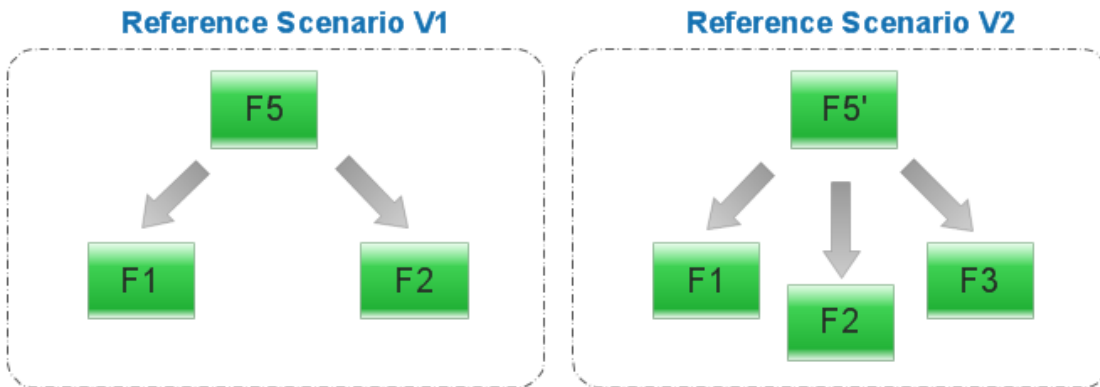 Reference Scenario V1
F5
F1
F2
Reference Scenario V2
F5'
F1
F2
F3